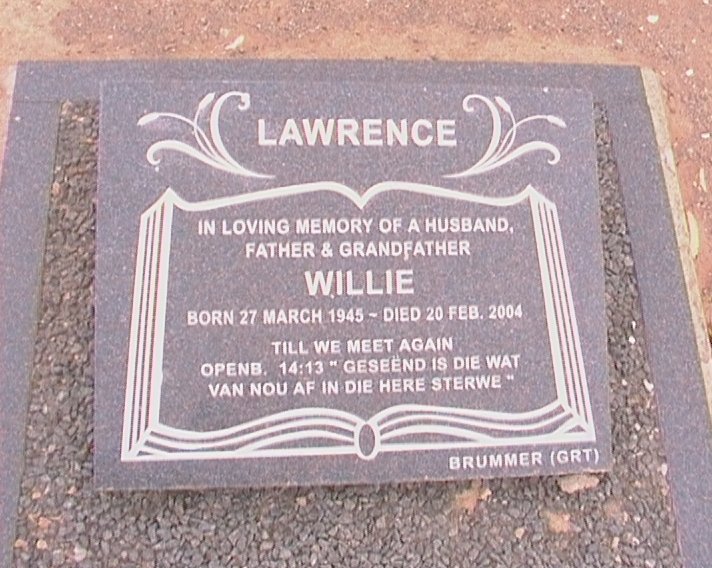 LAWRENCE
IN LOVING MEMORY OF A HUSBAND,
FATHER & GRANDFATHER
WILLIE
BORN 27 MARCH 1945 ~ DIED 20 FEB. 2004
TILL WE MEET AGAIN
OPENB. 14:13 " GESEËND IS DIE WAT
VAN NOU AF IN DIE HERE STERWE "
BRUMMER (GRT)